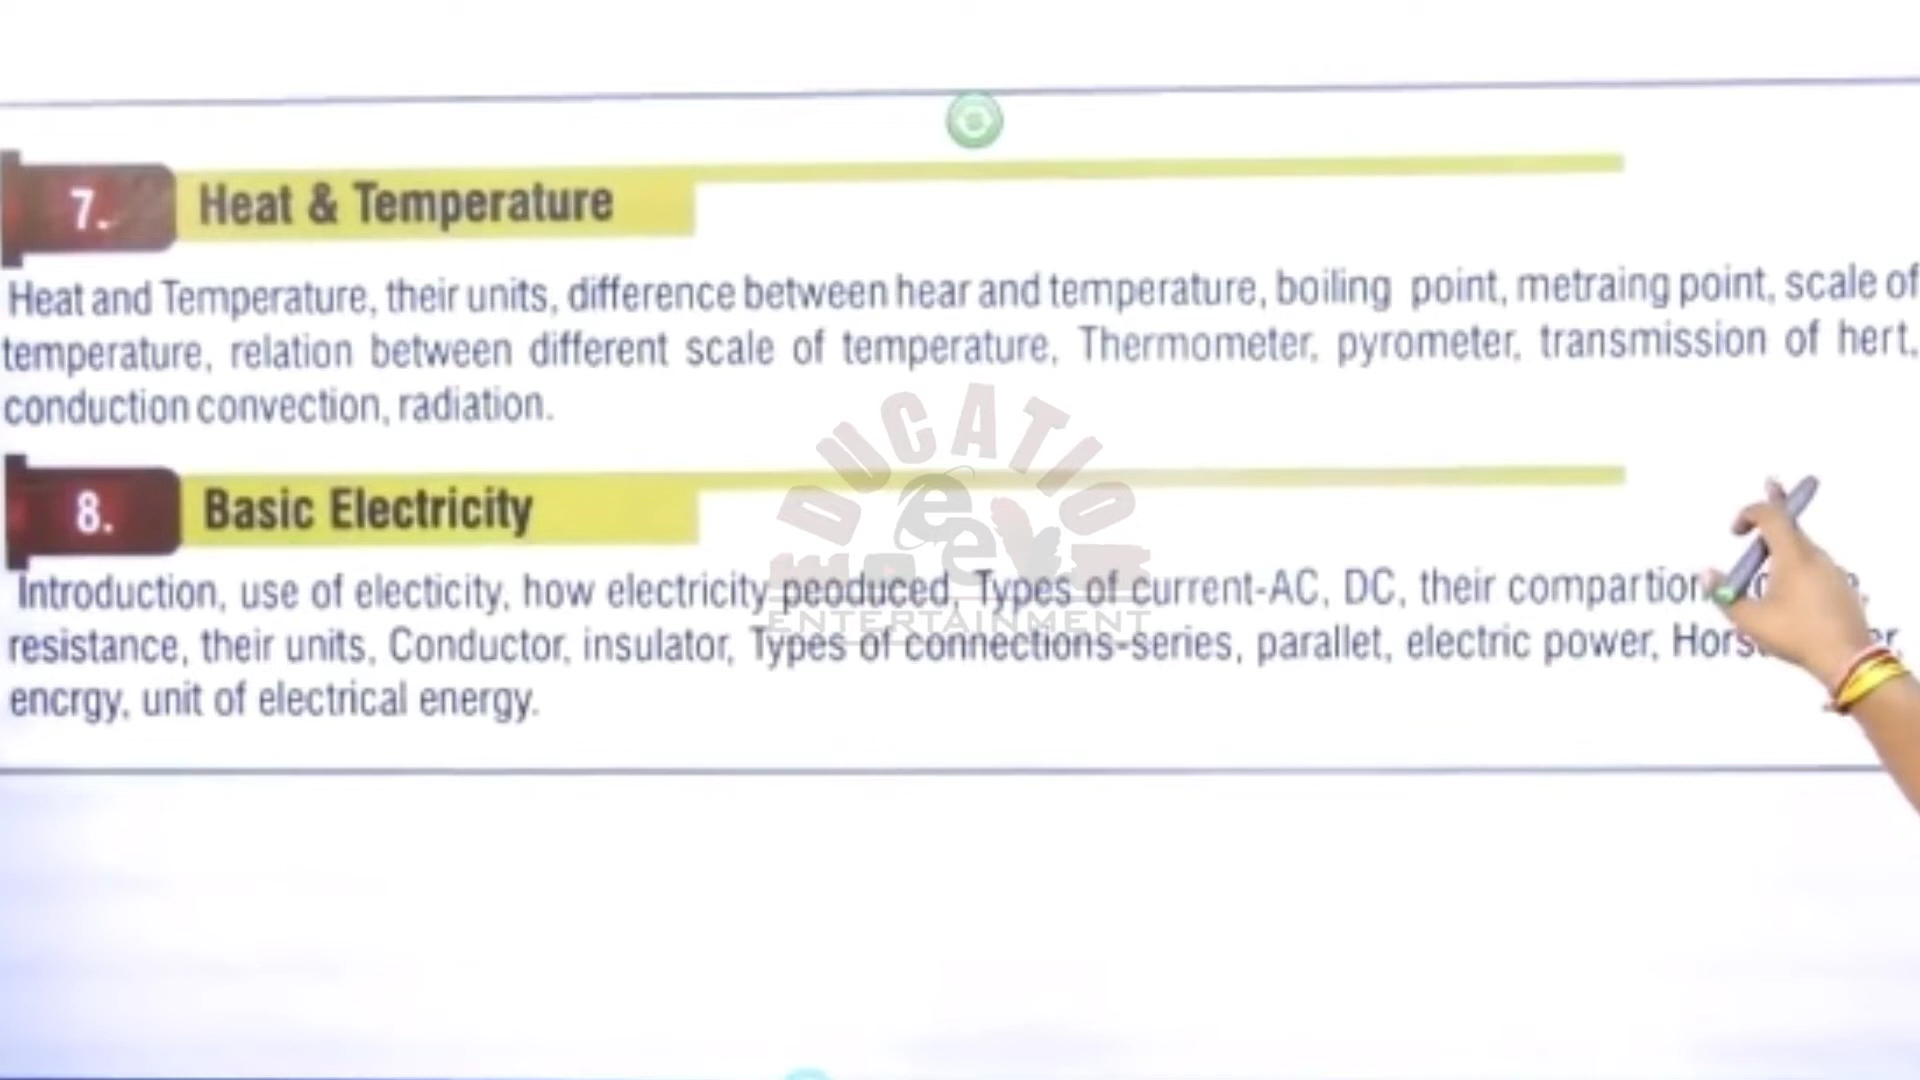 7. Heat & Temperature
Heat and Temperature, their units, difference between hear and temperature, boiling point, metraing point, scale of
temperature, relation between different scale of temperature, Thermometer, pyrometer, transmission of hert,
conduction convection, radiation.
8. Basic Electricity
Introduction, use of electicity, how electricity peoduced, Types of current-AC, DC, their compartion
resistance, their units, Conductor, insulator, Types of connections-series, parallel, electric power,
encrgy, unit of electrical energy.
EDUCATION
ENTERTAINMENT